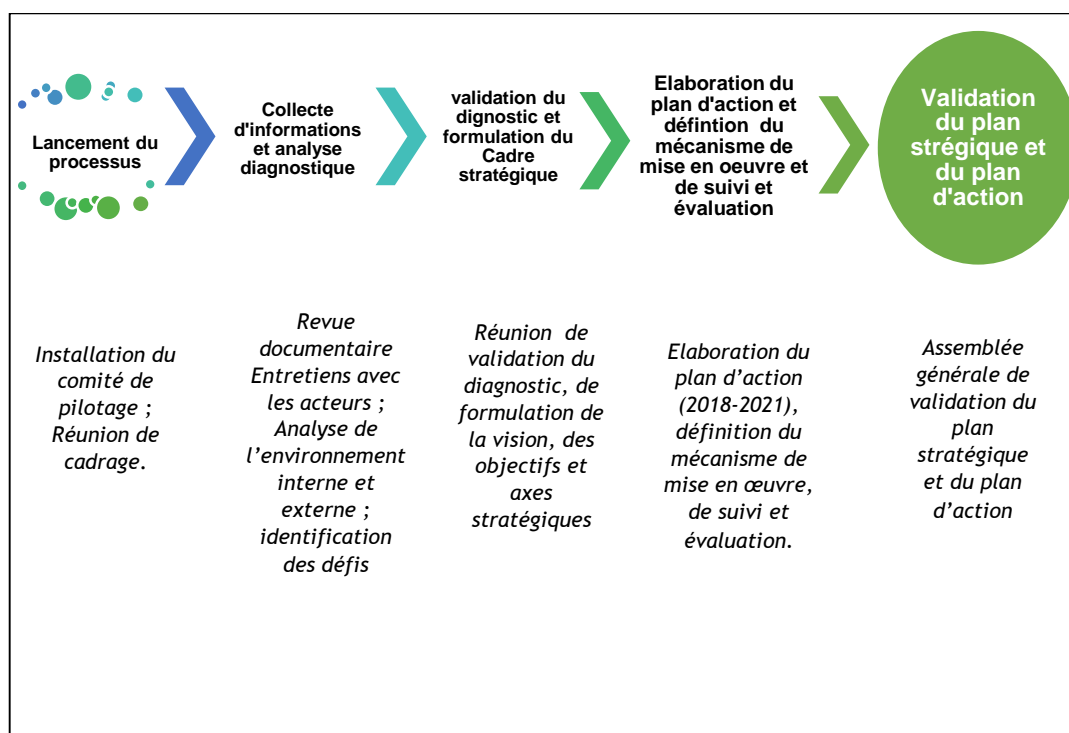 Lancement du
processus
Collecte
d'informations
et analyse
diagnostique
validation du
dignostic et
formulation du
Cadre
stratégique
Elaboration du
plan d'action et
défintion du
mécanisme de
mise en oeuvre et
de suivi et
évaluation
Validation
du plan
strégique et
du plan
d'action
Installation du
comité de
pilotage ;
Réunion de
cadrage.
Revue
documentaire
Entretiens avec
les acteurs ;
Analyse de
l’environnement
interne et
externe ;
identification
des défis
Réunion de
validation du
diagnostic, de
formulation de
la vision, des
objectifs et
axes
stratégiques
Elaboration du
plan d’action
(2018-2021),
définition du
mécanisme de
mise en œuvre,
de suivi et
évaluation.
Assemblée
générale de
validation du
plan
stratégique
et du plan
d’action